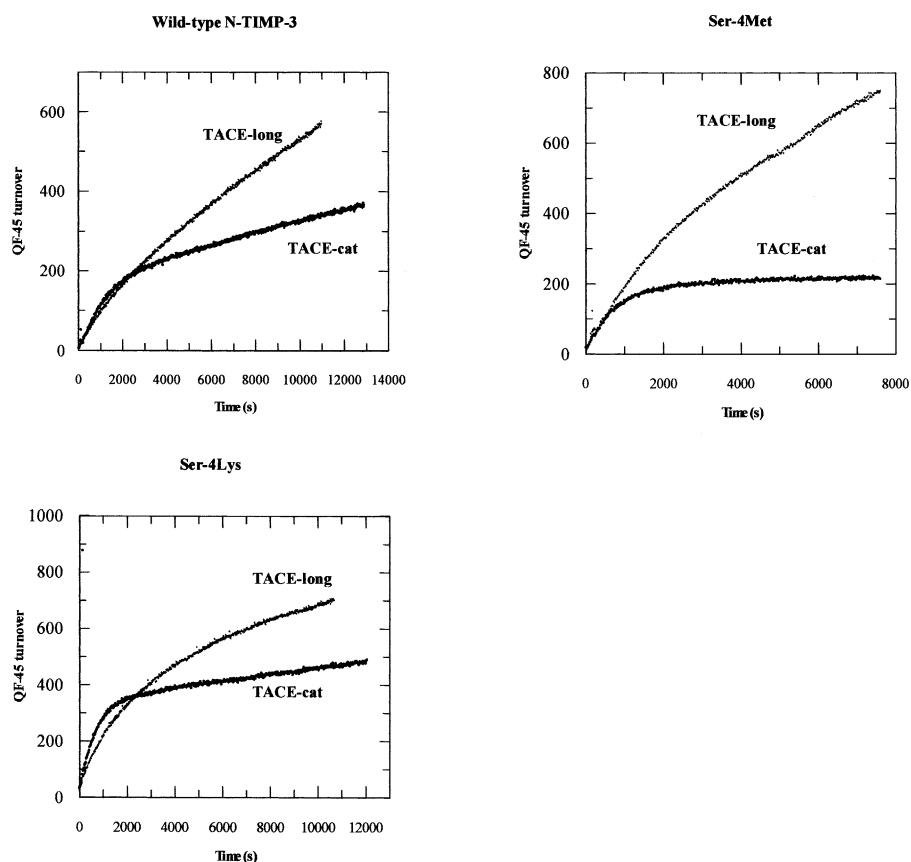 Wild-type N-TIMP-3
600
400
200
0
QF-45 turnover
TACE-long
TACE-cat
0 2000 4000 6000 8000 10000 12000 14000
Time (s)
Ser-4Met
800
600
400
200
0
QF-45 turnover
TACE-long
TACE-cat
0 2000 4000 6000 8000
Time (s)
Ser-4Lys
1000
800
600
400
200
0
QF-45 turnover
TACE-long
TACE-cat
0 2000 4000 6000 8000 10000 12000
Time (s)